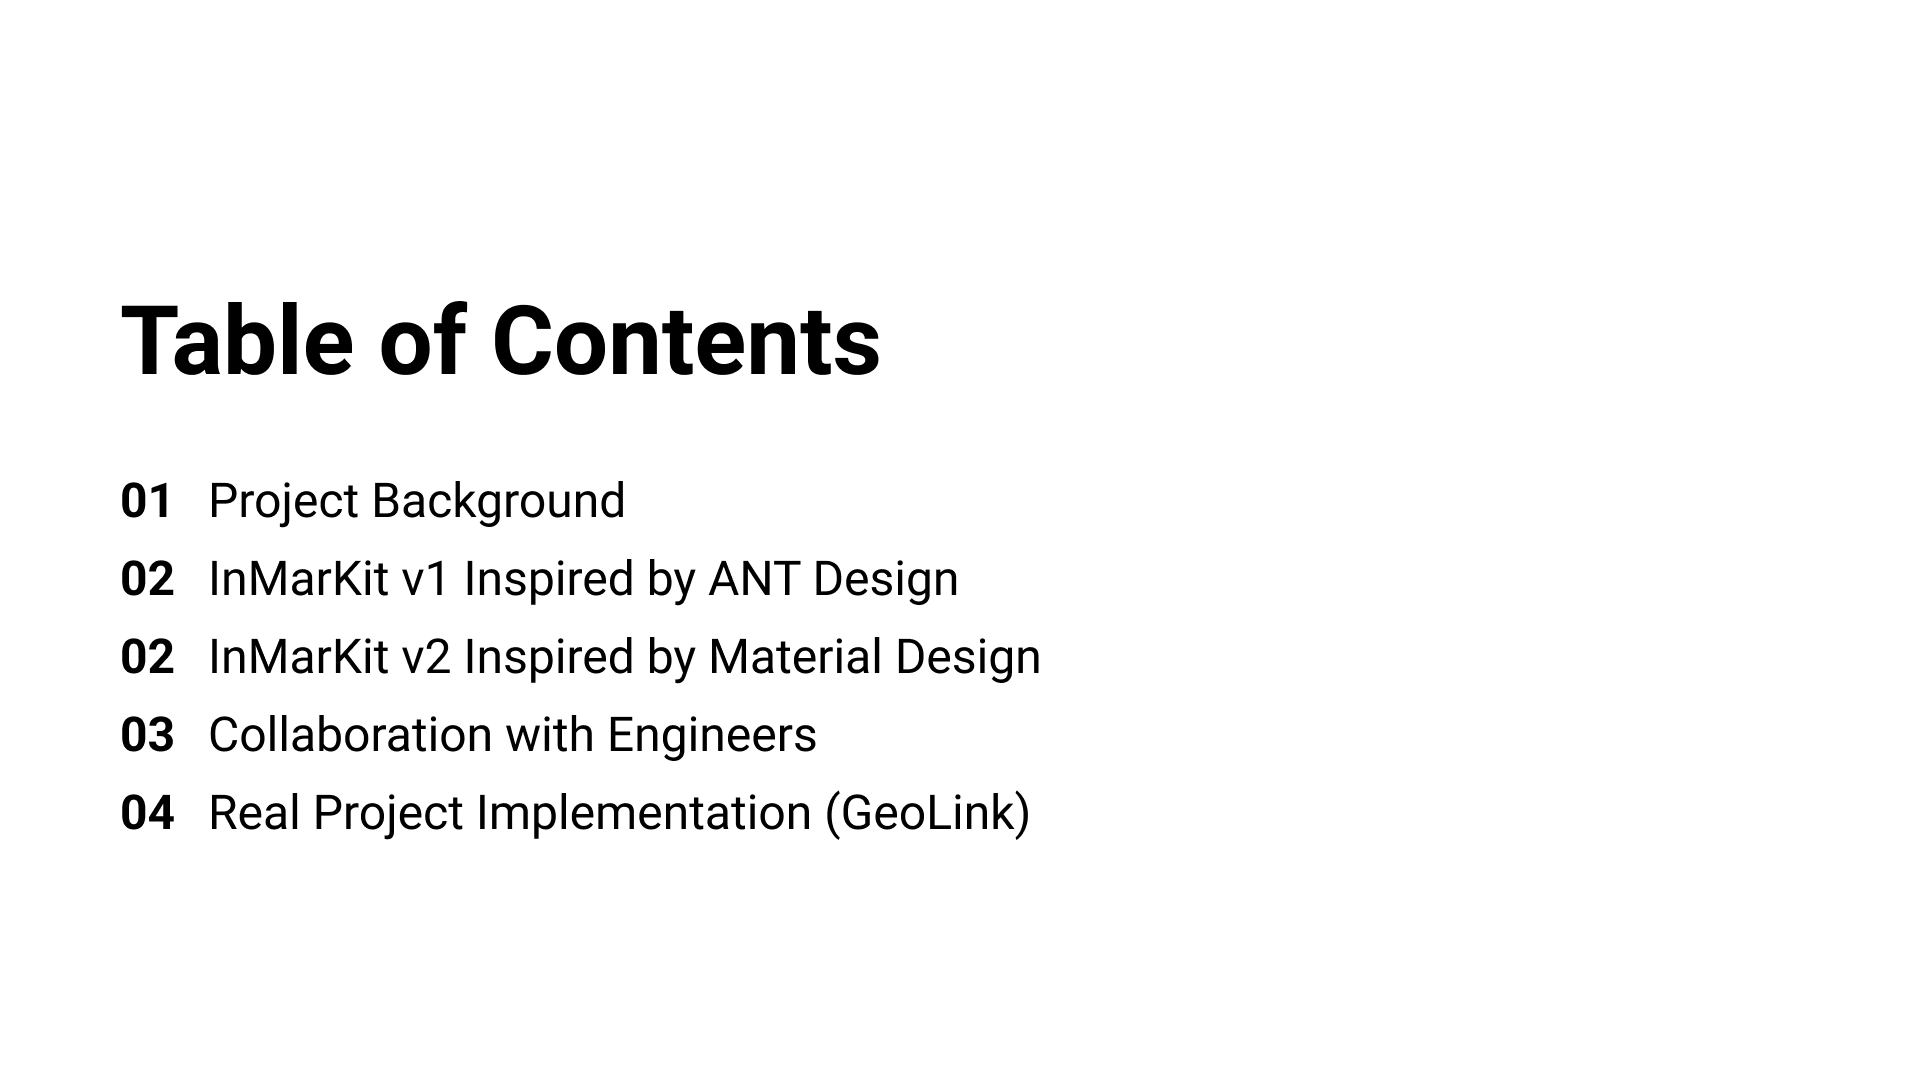 Table of Contents
01 Project Background
02 InMarKit v1 Inspired by ANT Design
02 InMarKit v2 Inspired by Material Design
03 Collaboration with Engineers
04 Real Project Implementation (GeoLink)